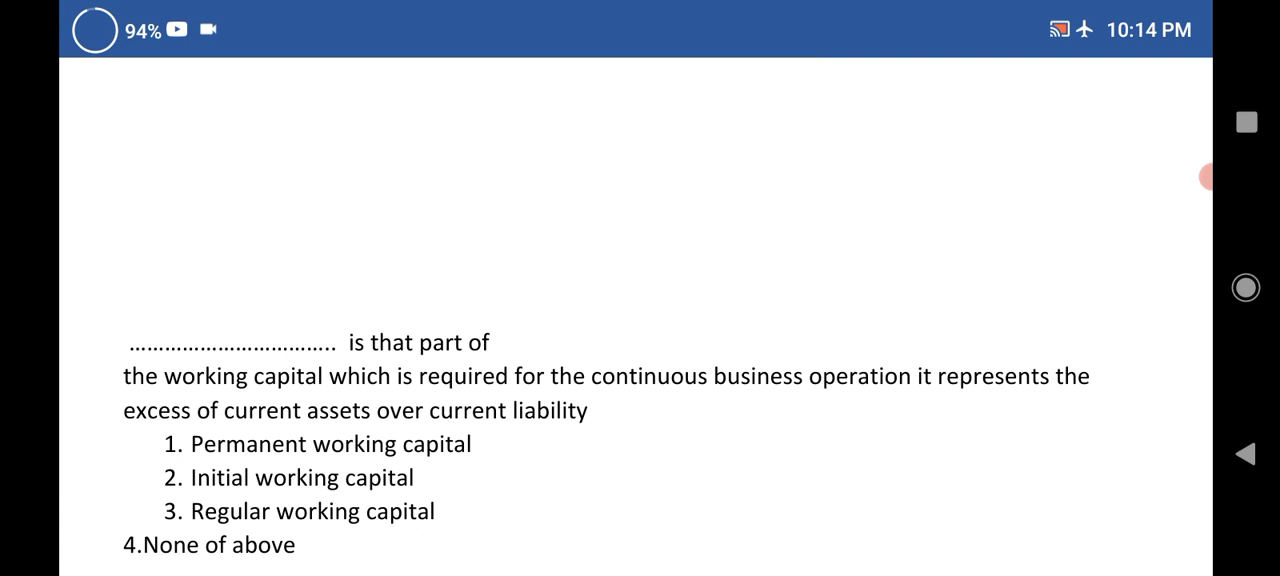 94%
10:14 PM
................................... is that part of
the working capital which is required for the continuous business operation it represents the
excess of current assets over current liability
1. Permanent working capital
2. Initial working capital
3. Regular working capital
4.None of above